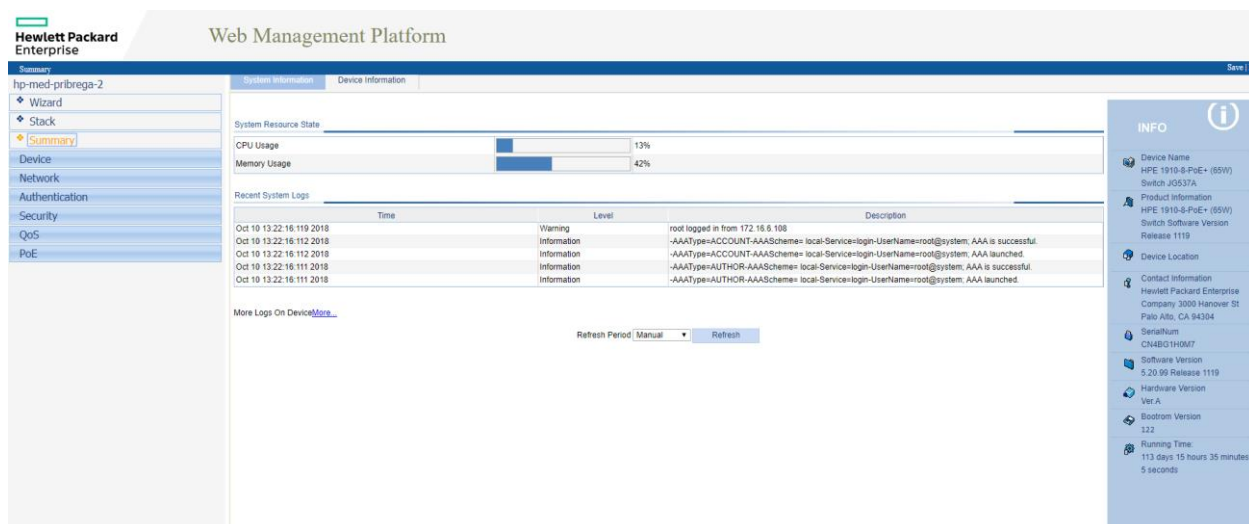 Hewlett Packard
Enterprise
Web Management Platform
Summary
Save |
hp-med-pribrega-2
Wizard
Stack
Summary
Device
Network
Authentication
Security
QoS
PoE
System Information Device Information
System Resource State
CPU Usage 13%
Memory Usage 42%
Recent System Logs
Time Level Description
Oct 10 13:22:16:119 2018 Warning root logged in from 172.16.6.108
Oct 10 13:22:16:112 2018 Information -AAAType=ACCOUNT-AAAScheme= local-Service=login-UserName=root@system; AAA is successful.
Oct 10 13:22:16:112 2018 Information -AAAType=ACCOUNT-AAAScheme= local-Service=login-UserName=root@system; AAA launched.
Oct 10 13:22:16:111 2018 Information -AAAType=AUTHOR-AAAScheme= local-Service=login-UserName=root@system; AAA is successful.
Oct 10 13:22:16:111 2018 Information -AAAType=AUTHOR-AAAScheme= local-Service=login-UserName=root@system; AAA launched.
More Logs On DeviceMore...
Refresh Period Manual Refresh
INFO
Device Name
HPE 1910-8-PoE+ (65W)
Switch JG537A
Product Information
HPE 1910-8-PoE+ (65W)
Switch Software Version
Release 1119
Device Location
Contact Information
Hewlett Packard Enterprise
Company 3000 Hanover St
Palo Alto, CA 94304
SerialNum
CN4BG1H0M7
Software Version
5.20.99 Release 1119
Hardware Version
Ver.A
Bootrom Version
122
Running Time:
113 days 15 hours 35 minutes
5 seconds